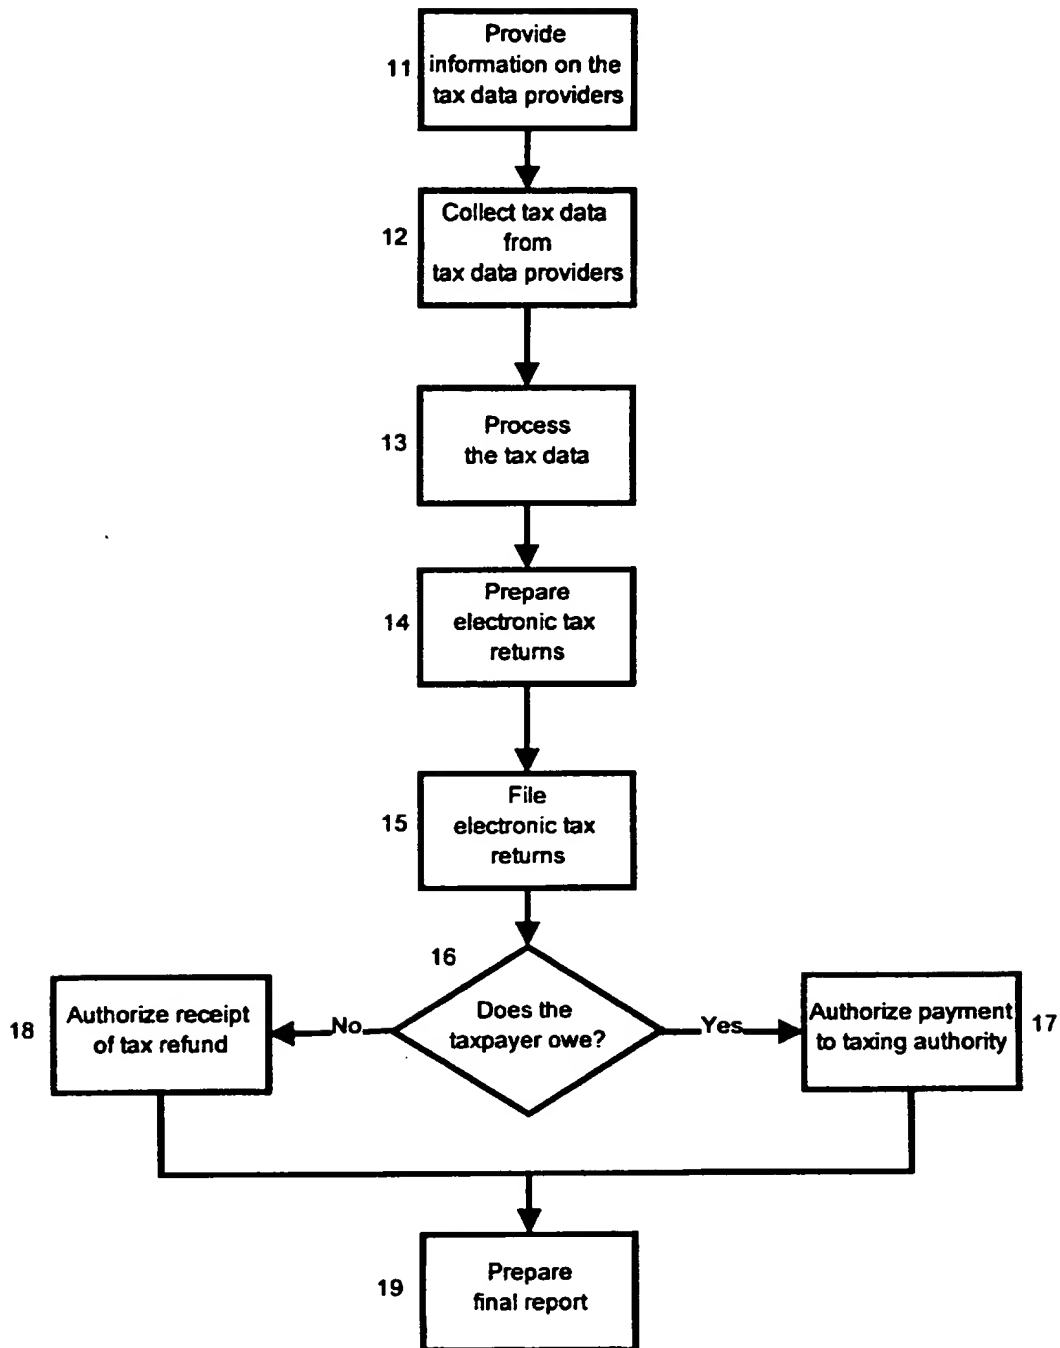 Provide
11
information on the
tax data providers
Collect tax data
12
from
tax data providers
Process
13
the tax data
Prepare
14
electronic tax
returns
File
15
electronic tax
returns
16
Does the
taxpayer owe?
No
Yes
18
Authorize receipt
of tax refund
Authorize payment
to taxing authority
17
Prepare
19
final report